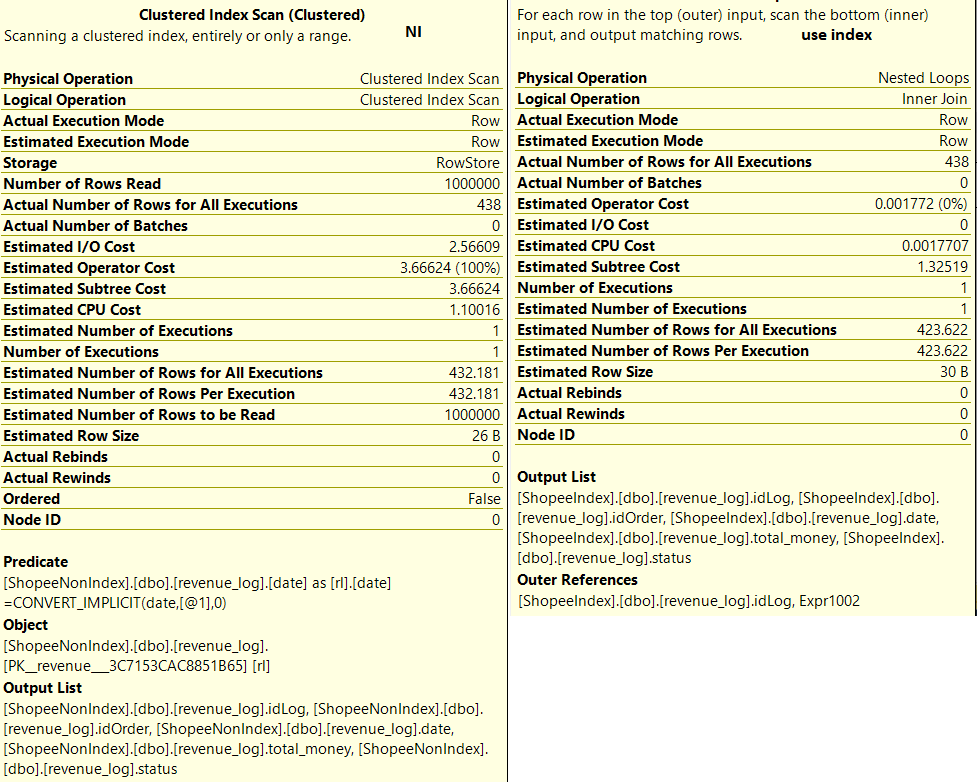 Clustered Index Scan (Clustered)
Scanning a clustered index, entirely or only a range.
NI
Physical Operation Clustered Index Scan
Logical Operation Clustered Index Scan
Actual Execution Mode Row
Estimated Execution Mode Row
Storage RowStore
Number of Rows Read 1000000
Actual Number of Rows for All Executions 438
Actual Number of Batches 0
Estimated I/O Cost 2.56609
Estimated Operator Cost 3.66624 (100%)
Estimated Subtree Cost 3.66624
Estimated CPU Cost 1.10016
Estimated Number of Executions 1
Number of Executions 1
Estimated Number of Rows for All Executions 432.181
Estimated Number of Rows Per Execution 432.181
Estimated Number of Rows to be Read 1000000
Estimated Row Size 26 B
Actual Rebinds 0
Actual Rewinds 0
Ordered False
Node ID 0
Predicate
[ShopeeNonIndex].[dbo].[revenue_log].[date] as [rl].[date]
=CONVERT_IMPLICIT(date,[@1],0)
Object
[ShopeeNonIndex].[dbo].[revenue_log].
[PK__revenue___3C7153CAC8851B65] [rl]
Output List
[ShopeeNonIndex].[dbo].[revenue_log].idLog, [ShopeeNonIndex].[dbo].
[revenue_log].idOrder, [ShopeeNonIndex].[dbo].[revenue_log].date,
[ShopeeNonIndex].[dbo].[revenue_log].total_money, [ShopeeNonIndex].
[dbo].[revenue_log].status
For each row in the top (outer) input, scan the bottom (inner)
input, and output matching rows.
use index
Physical Operation Nested Loops
Logical Operation Inner Join
Actual Execution Mode Row
Estimated Execution Mode Row
Actual Number of Rows for All Executions 438
Actual Number of Batches 0
Estimated Operator Cost 0.001772 (0%)
Estimated I/O Cost 0
Estimated CPU Cost 0.0017707
Estimated Subtree Cost 1.32519
Number of Executions 1
Estimated Number of Executions 1
Estimated Number of Rows for All Executions 423.622
Estimated Number of Rows Per Execution 423.622
Estimated Row Size 30 B
Actual Rebinds 0
Actual Rewinds 0
Node ID 0
Output List
[ShopeeIndex].[dbo].[revenue_log].idLog, [ShopeeIndex].[dbo].
[revenue_log].idOrder, [ShopeeIndex].[dbo].[revenue_log].date,
[ShopeeIndex].[dbo].[revenue_log].total_money, [ShopeeIndex].
[dbo].[revenue_log].status
Outer References
[ShopeeIndex].[dbo].[revenue_log].idLog, Expr1002